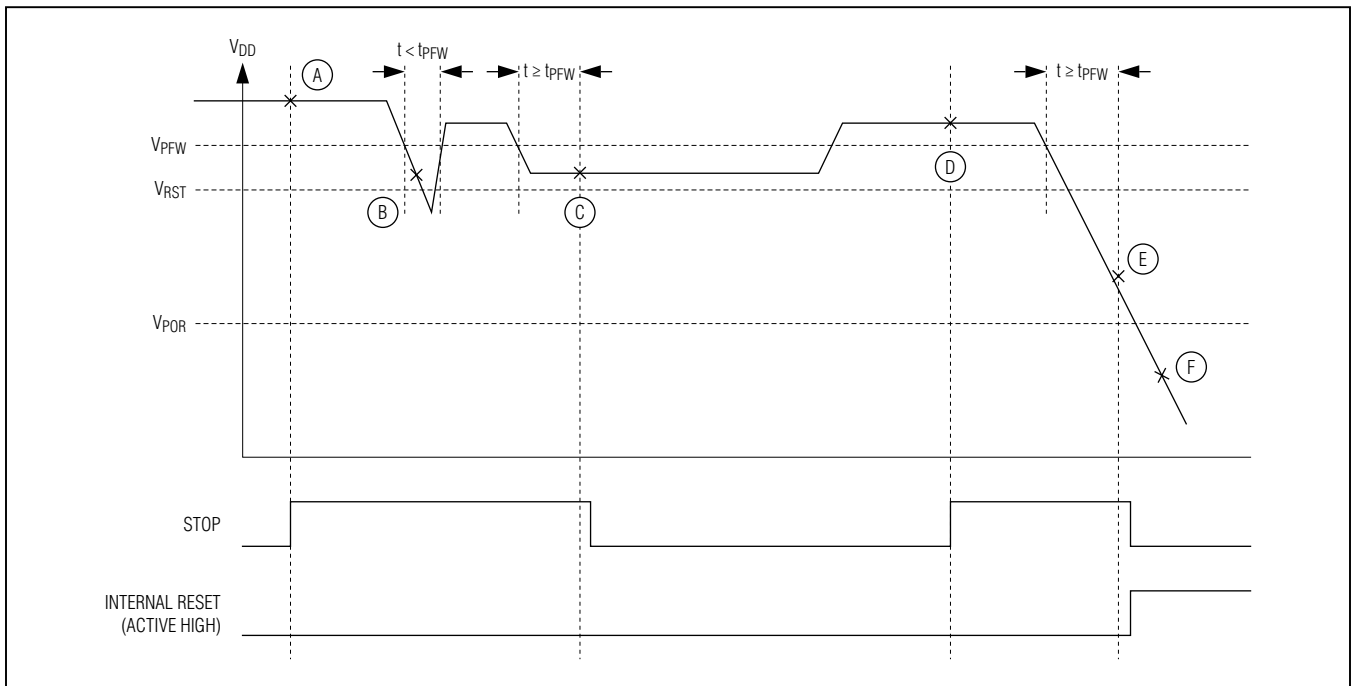 VDD
t < tPFW
t ≥ tPFW
t ≥ tPFW
A
VPFW
VRST
B
C
D
E
VPOR
F
STOP
INTERNAL RESET
(ACTIVE HIGH)